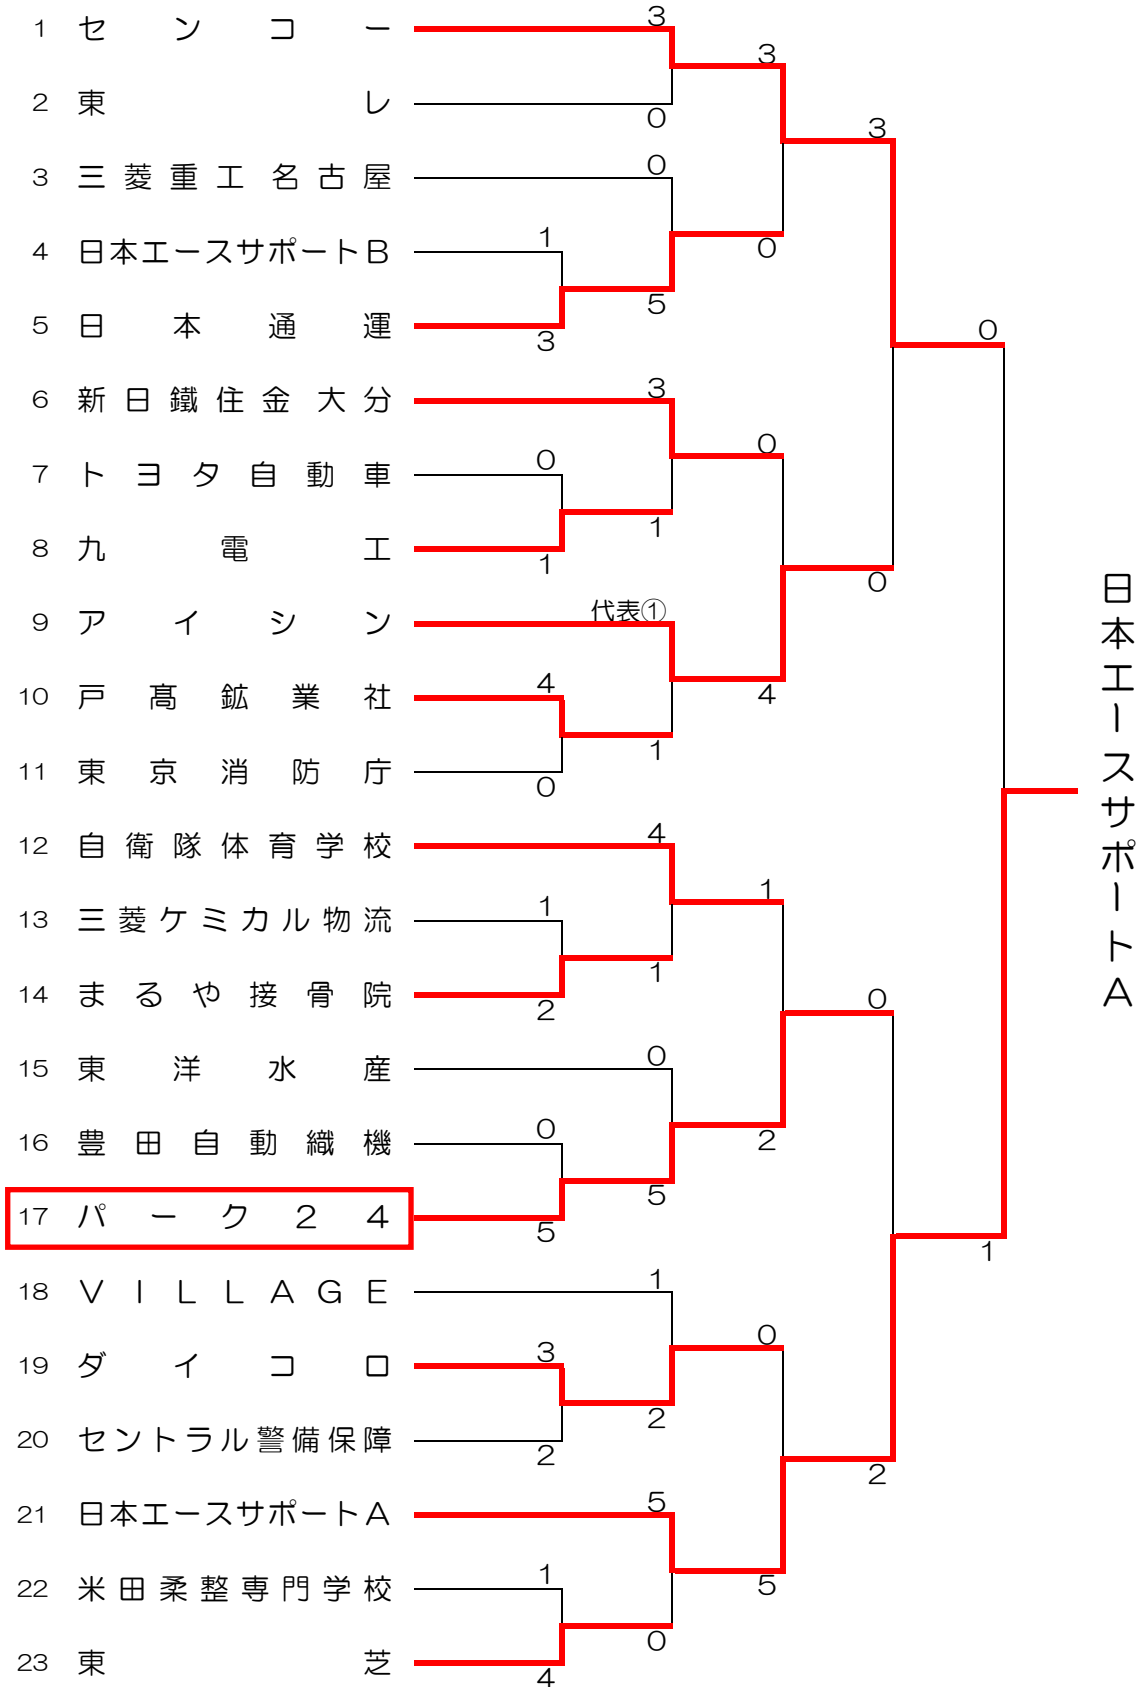 3
1 センコー
3
2 東レ
0
3
3 三菱重工名古屋
0
4 日本エースサポートB
1
0
5
5 日本通運
3
0
6 新日鐵住金大分
3
0
7 トヨタ自動車
0
1
8 九電工
1
0
9 アイシン
代表①
10 戸髙鉱業社
4
4
1
11 東京消防庁
0
12 自衛隊体育学校
4
1
13 三菱ケミカル物流
1
1
14 まるや接骨院
2
0
15 東洋水産
0
16 豊田自動織機
0
2
5
17 パーク24
5
1
18 VILLAGE
1
0
19 ダイコロ
3
2
20 セントラル警備保障
2
2
21 日本エースサポートA
5
22 米田柔整専門学校
1
5
0
23 東芝
4
日本エースサポートA